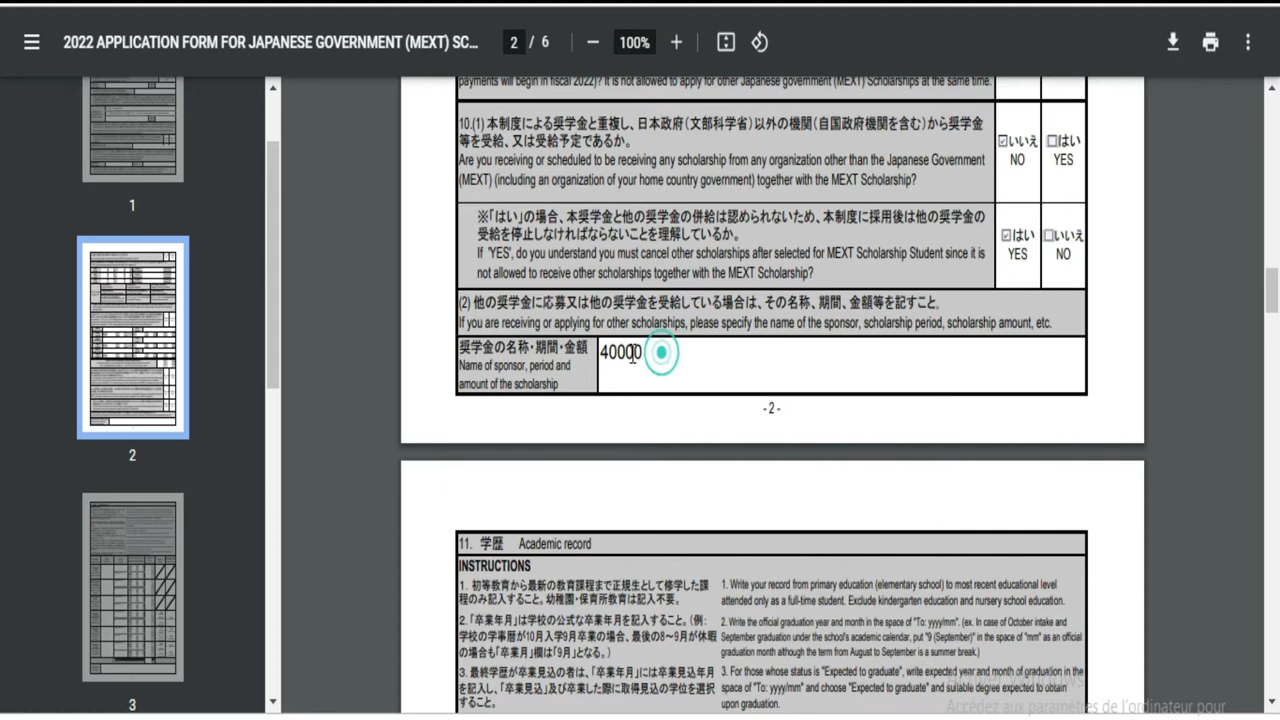 2022 APPLICATION FORM FOR JAPANESE GOVERNMENT (MEXT) SC... 2 / 6 100%
1
2
3
payments will begin in fiscal 2022)? It is not allowed to apply for other Japanese government (MEXT) Scholarships at the same time.
10.(1) 本制度による奨学金と重複し、日本政府(文部科学省)以外の機関(自国政府機関を含む)から奨学金
等を受給、又は受給予定であるか。
Are you receiving or scheduled to be receiving any scholarship from any organization other than the Japanese Government
(MEXT) (including an organization of your home country government) together with the MEXT Scholarship?
いいえ はい
NO YES
※「はい」の場合、本奨学金と他の奨学金の併給は認められないため、本制度に採用後は他の奨学金の
受給を停止しなければならないことを理解しているか。
If "YES", do you understand you must cancel other scholarships after selected for MEXT Scholarship Student since it is
not allowed to receive other scholarships together with the MEXT Scholarship?
はい いいえ
YES NO
(2) 他の奨学金に応募又は他の奨学金を受給している場合は、その名称、期間、金額等を記すこと。
If you are receiving or applying for other scholarships, please specify the name of the sponsor, scholarship period, scholarship amount, etc.
奨学金の名称・期間・金額
Name of sponsor, period and
amount of the scholarship
40000
- 2 -
11. 学歴 Academic record
INSTRUCTIONS
1. 初等教育から最新の教育課程まで正規生として修学した課
程のみ記入すること。幼稚園・保育所教育は記入不要。
2. 「卒業年月」は学校の公式な卒業年月を記入すること。(例:
学校の学事暦が10月入学9月卒業の場合、最後の8～9月が休暇
の場合も「卒業月」欄は「9月」となる。)
3. 最終学歴が卒業見込の者は、「卒業年月」には卒業見込年月
を記入し、「卒業見込」及び卒業した際に取得見込の学位を選択
すること。
1. Write your record from primary education (elementary school) to most recent educational level
attended only as a full-time student. Exclude kindergarten education and nursery school education.
2. Write the official graduation year and month in the space of "To: yyyy/mm". (ex. In case of October intake and
September graduation under the school's academic calendar, put "9 (September)" in the space of "mm" as an official
graduation month although the term from August to September is a summer break.)
3. For those whose status is "Expected to graduate", write expected year and month of graduation in the
space of "To: yyyy/mm" and choose "Expected to graduate" and suitable degree expected to obtain
upon graduation.
Accédez aux paramètres de l'ordinateur pour